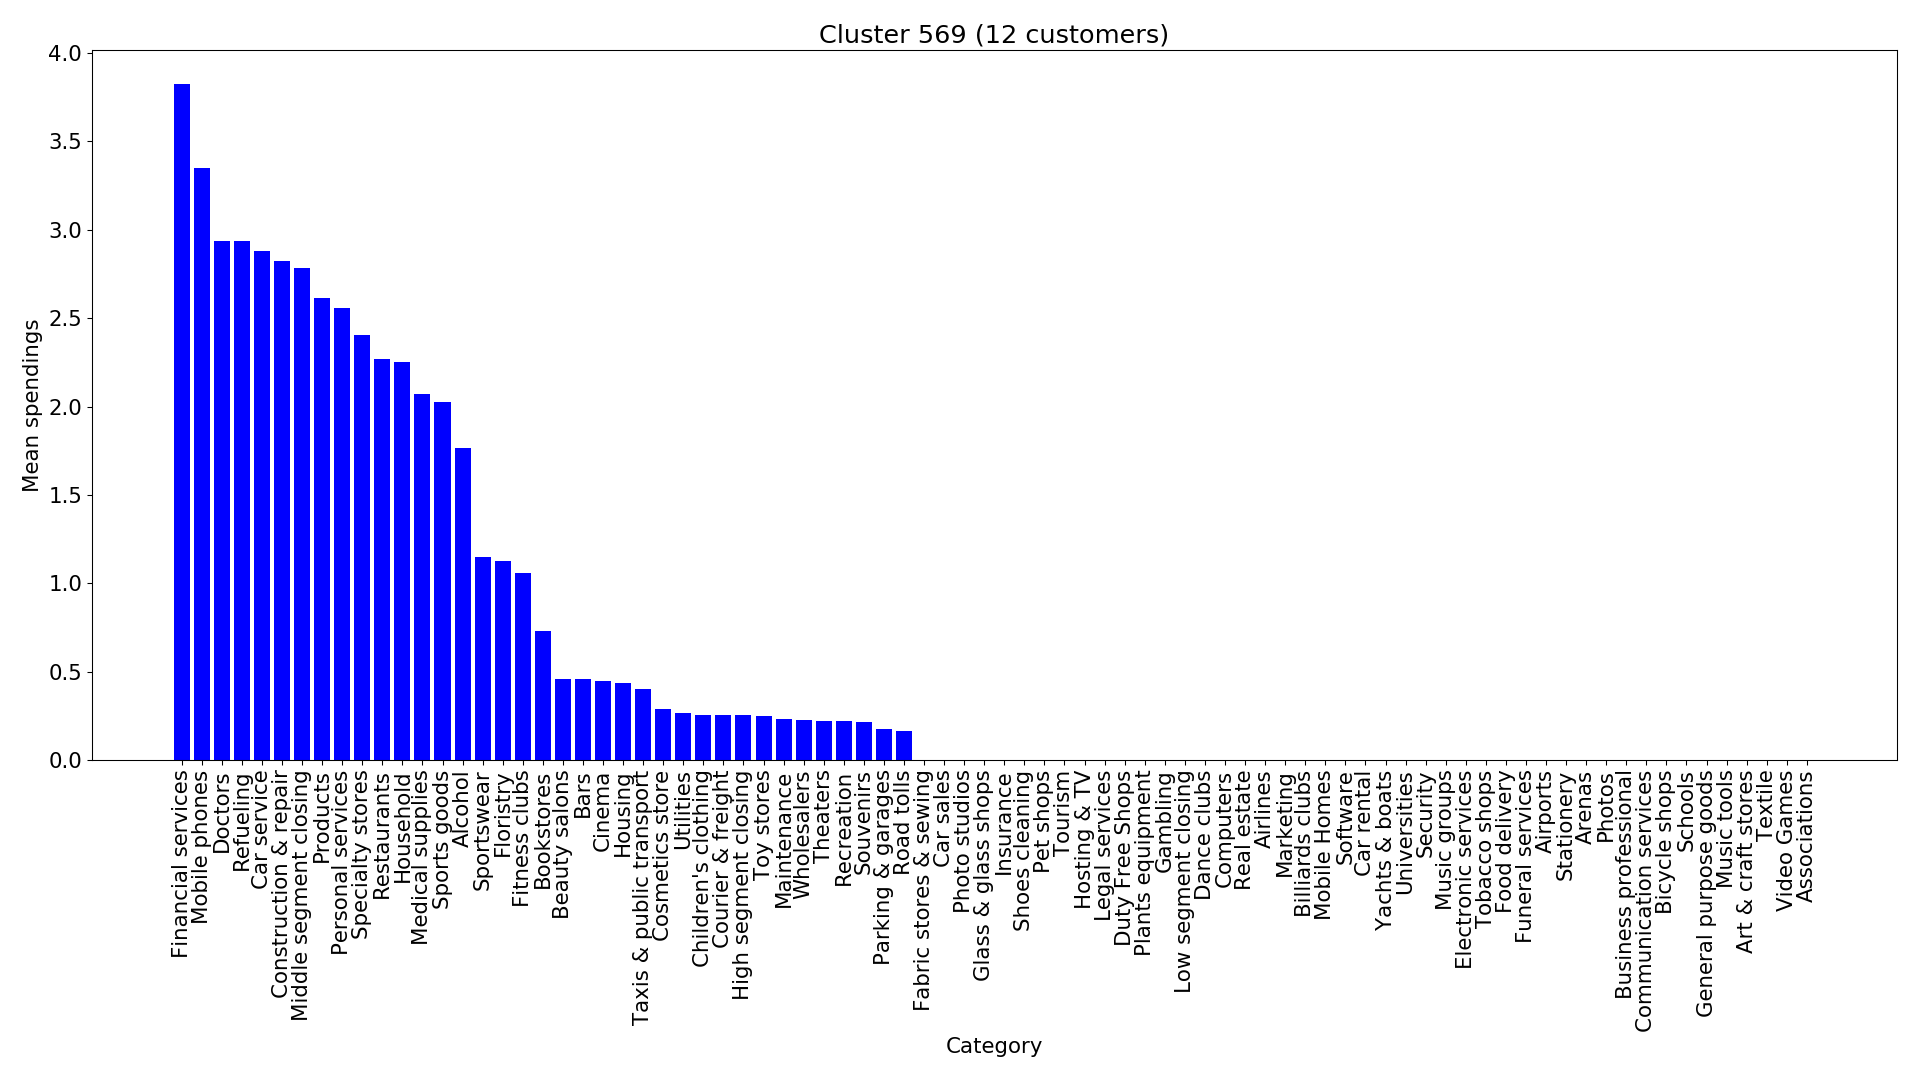 Cluster 569 (12 customers)
4.0
3.5
3.0
2.5
2.0
1.5
1.0
0.5
0.0
Mean spendings
Financial services
Mobile phones
Doctors
Refueling
Car service
Construction & repair
Middle segment closing
Products
Personal services
Specialty stores
Restaurants
Household
Medical supplies
Sports goods
Alcohol
Sportswear
Floristry
Fitness clubs
Bookstores
Beauty salons
Bars
Cinema
Housing
Taxis & public transport
Cosmetics store
Utilities
Children's clothing
Courier & freight
High segment closing
Toy stores
Maintenance
Wholesalers
Theaters
Recreation
Souvenirs
Parking & garages
Road tolls
Fabric stores & sewing
Car sales
Photo studios
Glass & glass shops
Insurance
Shoes cleaning
Pet shops
Tourism
Hosting & TV
Legal services
Duty Free Shops
Plants equipment
Gambling
Low segment closing
Dance clubs
Computers
Real estate
Airlines
Marketing
Billiards clubs
Mobile Homes
Software
Car rental
Yachts & boats
Universities
Security
Music groups
Electronic services
Tobacco shops
Food delivery
Funeral services
Airports
Stationery
Arenas
Photos
Business professional
Communication services
Bicycle shops
Schools
General purpose goods
Music tools
Art & craft stores
Textile
Video Games
Associations
Category